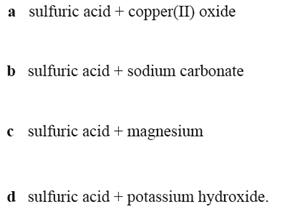 a sulfuric acid + copper(II) oxide
b sulfuric acid + sodium carbonate
c sulfuric acid + magnesium
d sulfuric acid + potassium hydroxide.